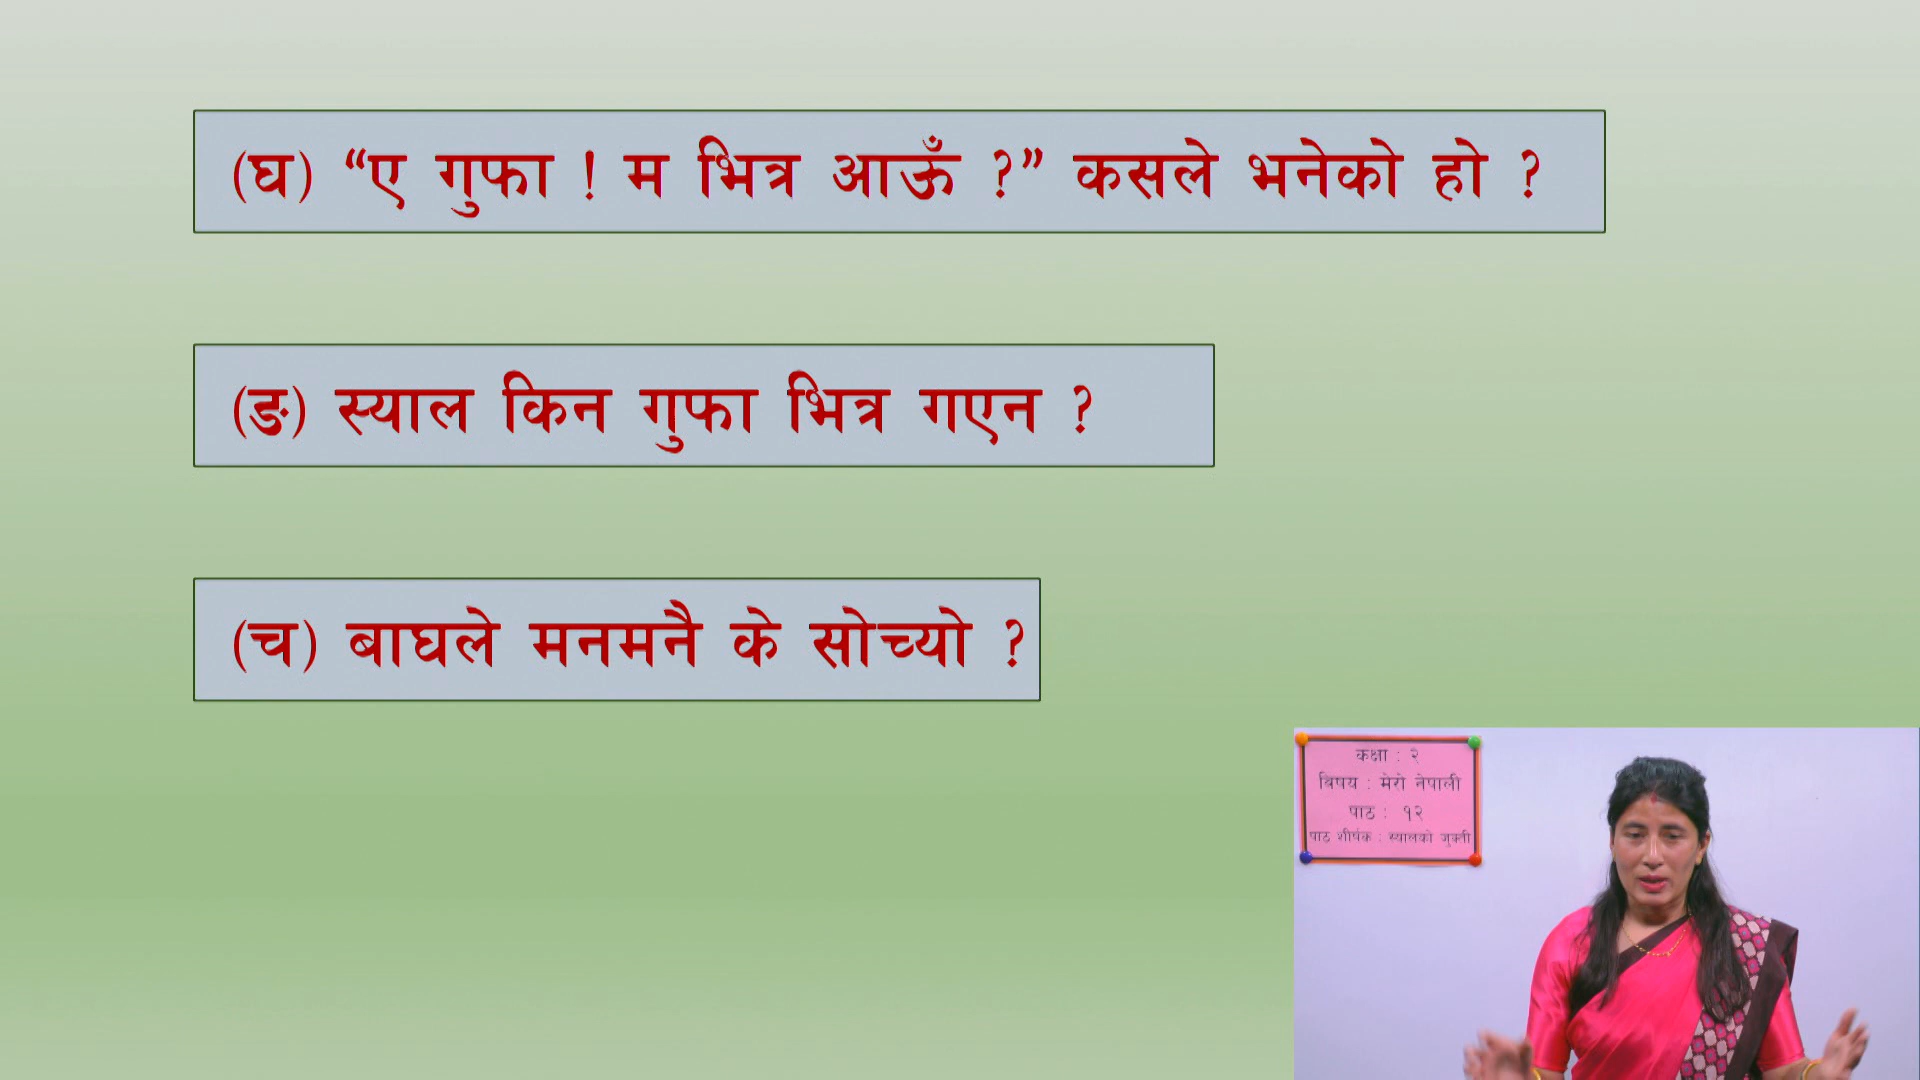 (घ) “ए गुफा ! म भित्र आऊँ ?” कसले भनेको हो ?
(ङ) स्याल किन गुफा भित्र गएन ?
(च) बाघले मनमनै के सोच्यो ?
कक्षा : २
विषय : मेरो नेपाली
पाठ : १२
पाठ शीर्षक : स्यालको जुक्ती